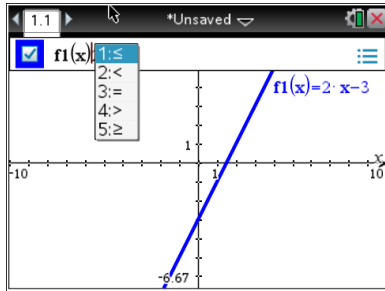 1.1 *Unsaved
f1(x)
1:≤
2:<
3:=
4:>
5:≥
f1(x)=2·x-3
1
x
-10 1 10
-6.67